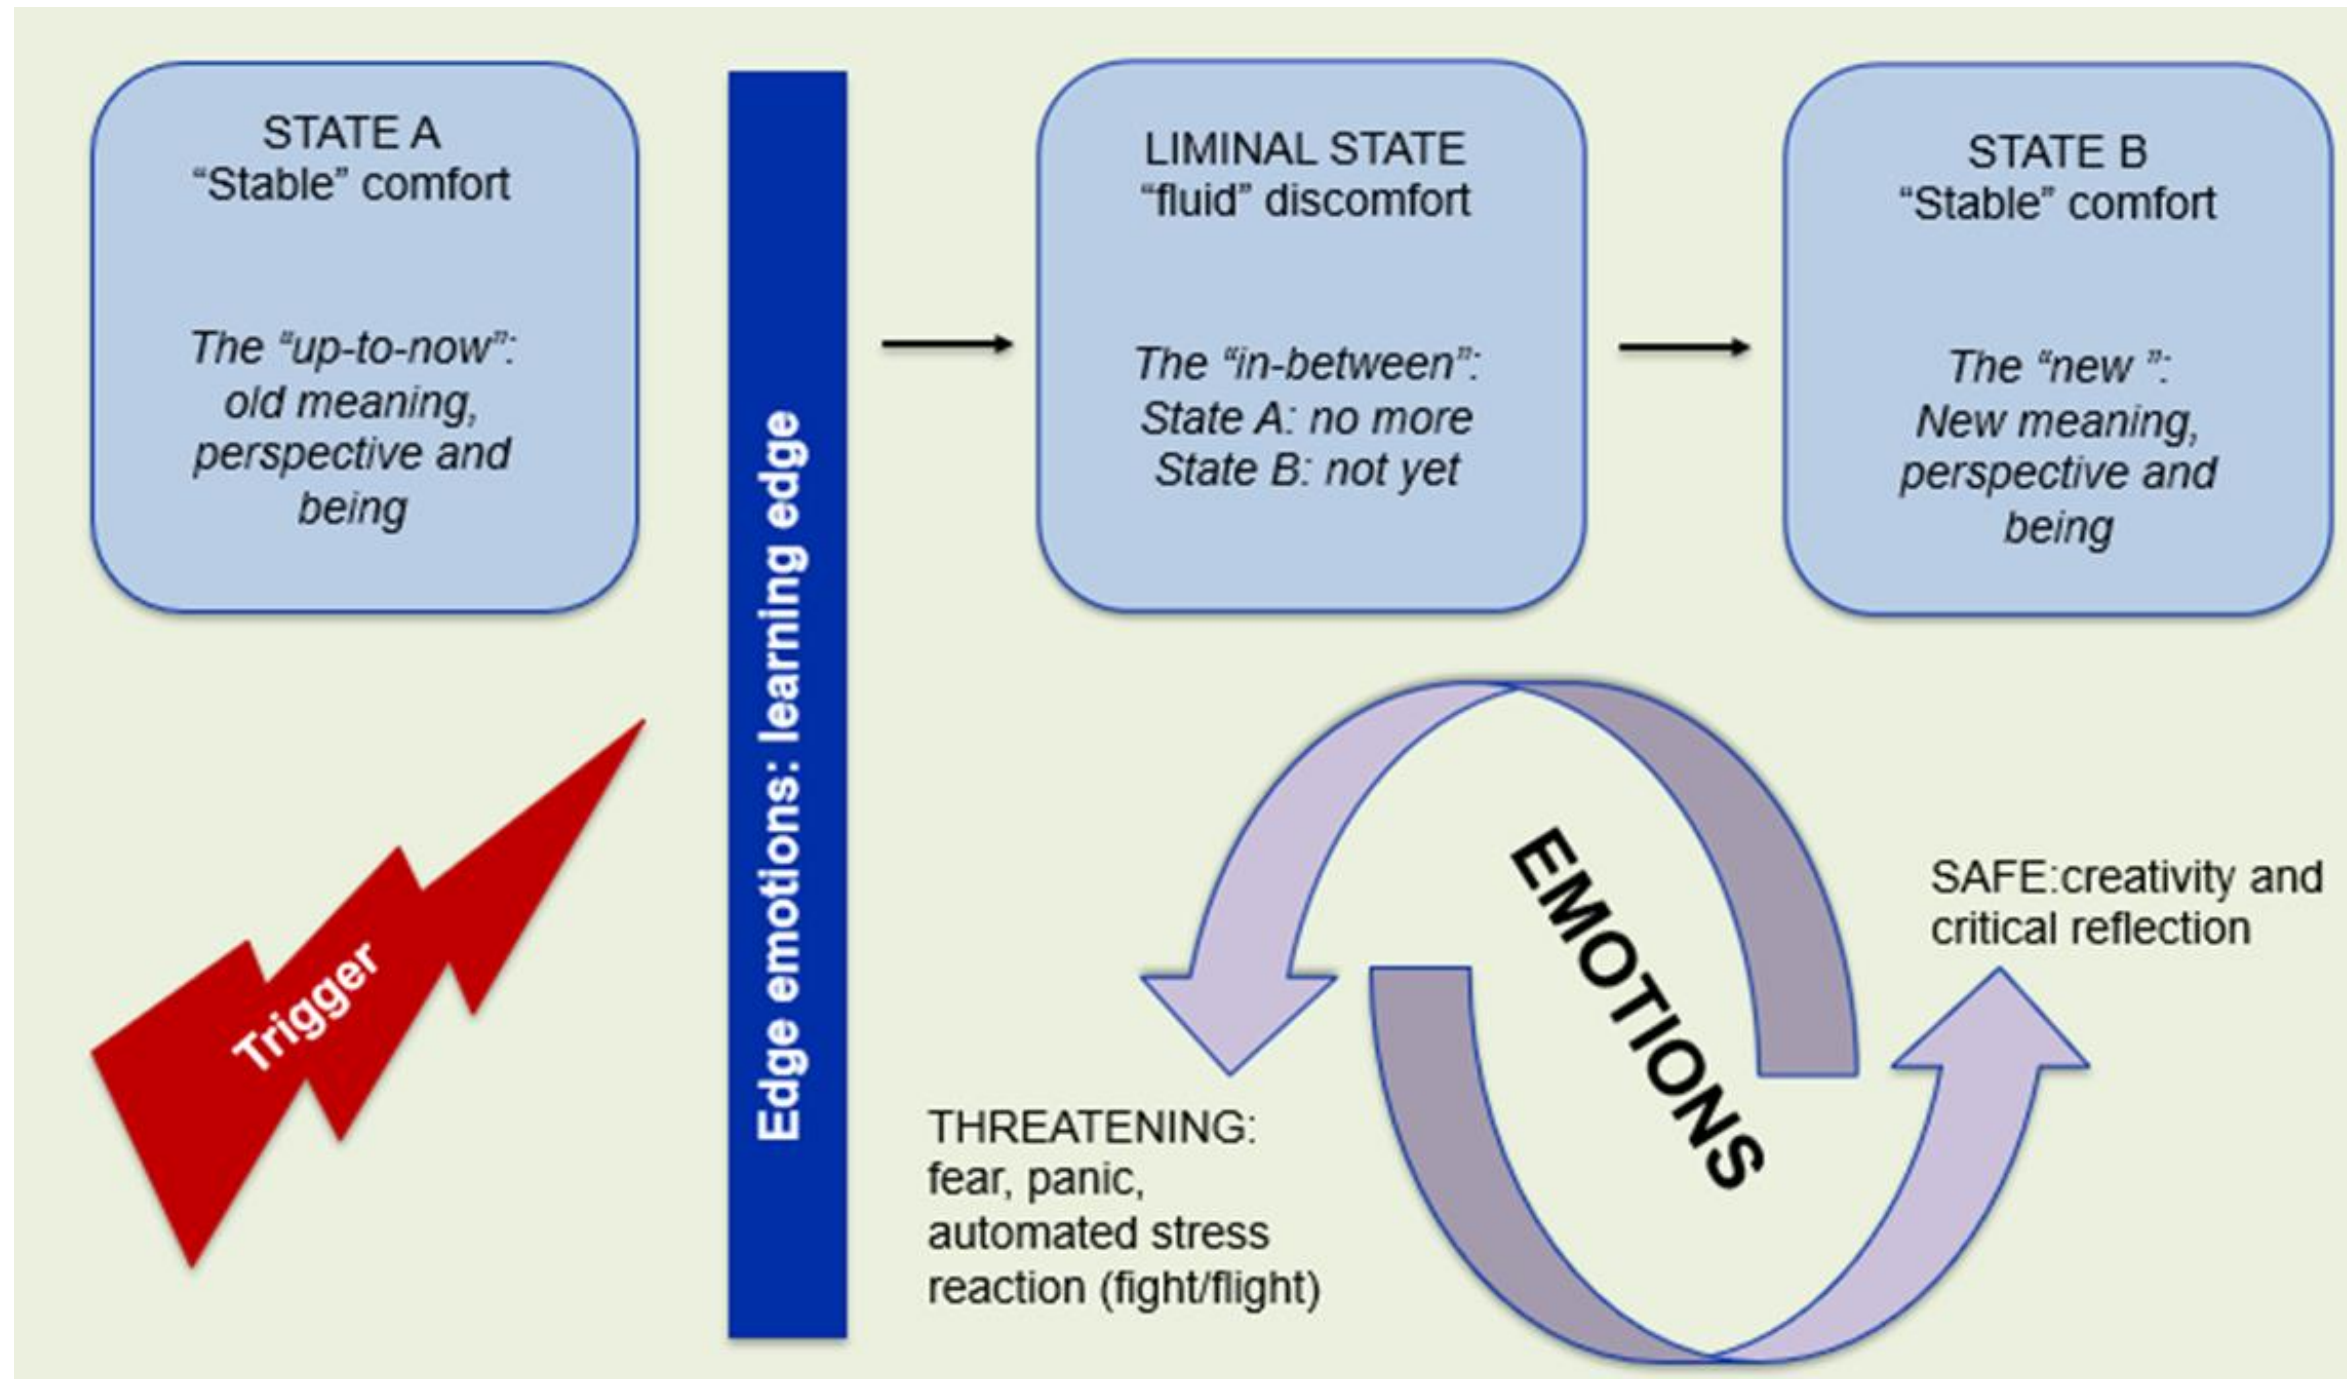 STATE A
“Stable” comfort
The “up-to-now”:
old meaning,
perspective and
being
Trigger
Edge emotions: learning edge
LIMINAL STATE
“fluid” discomfort
The “in-between”:
State A: no more
State B: not yet
STATE B
“Stable” comfort
The “new ”:
New meaning,
perspective and
being
EMOTIONS
THREATENING:
fear, panic,
automated stress
reaction (fight/flight)
SAFE:creativity and
critical reflection